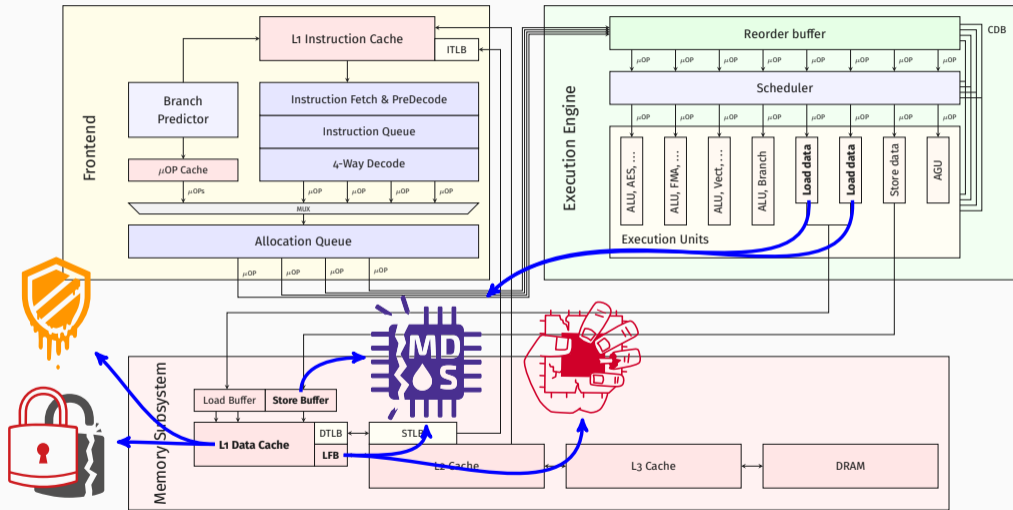 Frontend
L1 Instruction Cache
ITLB
Branch
Predictor
Instruction Fetch & PreDecode
Instruction Queue
μOP Cache
4-Way Decode
μOPs
μOP
μOP
μOP
μOP
MUX
Allocation Queue
μOP
μOP
μOP
μOP
Execution Engine
Reorder buffer
CDB
μOP
μOP
μOP
μOP
μOP
μOP
μOP
μOP
Scheduler
μOP
μOP
μOP
μOP
μOP
μOP
μOP
μOP
ALU, AES, …
ALU, FMA, …
ALU, Vect, …
ALU, Branch
Load data
Load data
Store data
AGU
Execution Units
MD
S
Memory Subsystem
Load Buffer
Store Buffer
L1 Data Cache
DTLB
STLB
LFB
L2 Cache
L3 Cache
DRAM